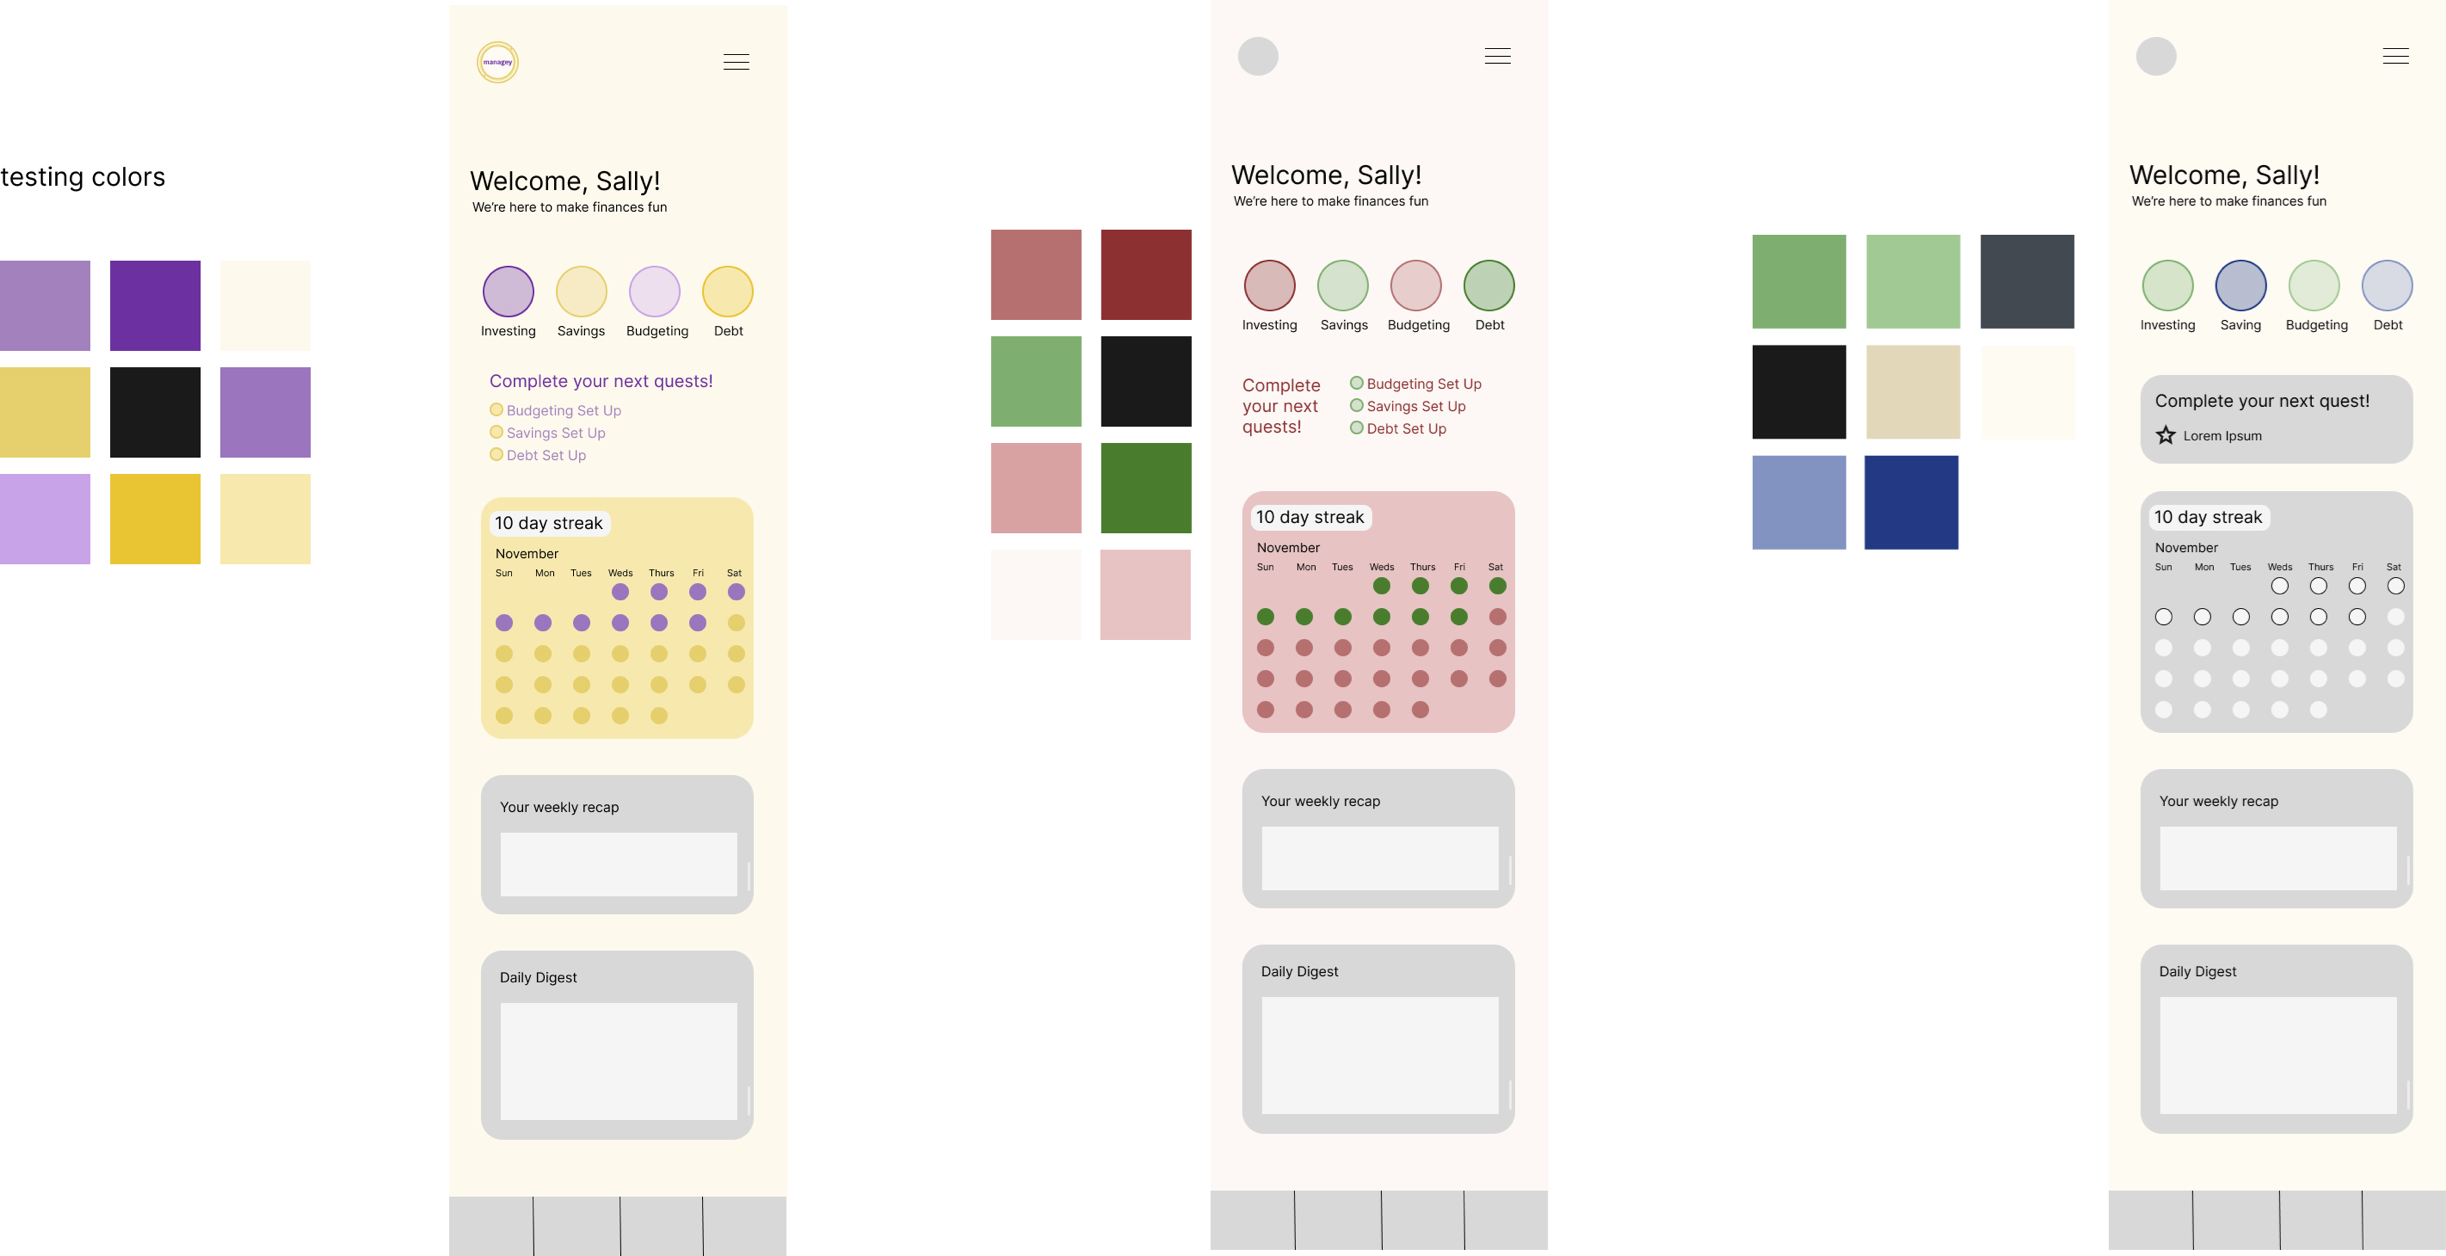 testing colors
managey
Welcome, Sally!
We're here to make finances fun
Investing Savings Budgeting Debt
Complete your next quests!
Budgeting Set Up
Savings Set Up
Debt Set Up
10 day streak
November
Sun Mon Tues Weds Thurs Fri Sat
Your weekly recap
Daily Digest
Welcome, Sally!
We're here to make finances fun
Investing Savings Budgeting Debt
Complete
your next
quests!
Budgeting Set Up
Savings Set Up
Debt Set Up
10 day streak
November
Sun Mon Tues Weds Thurs Fri Sat
Your weekly recap
Daily Digest
Welcome, Sally!
We're here to make finances fun
Investing Saving Budgeting Debt
Complete your next quest!
Lorem Ipsum
10 day streak
November
Sun Mon Tues Weds Thurs Fri Sat
Your weekly recap
Daily Digest